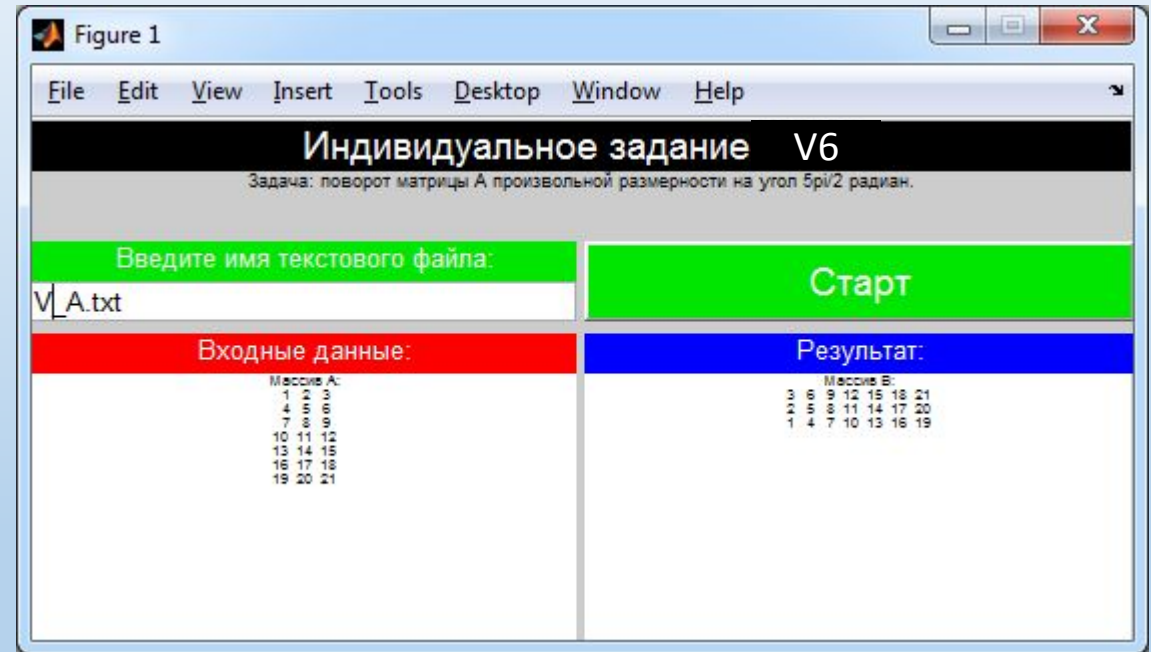 Figure 1
File Edit View Insert Tools Desktop Window Help
Индивидуальное задание V6
Задача: поворот матрицы А произвольной размерности на угол 5pi/2 радиан.
Введите имя текстового файла:
Старт
V_A.txt
Входные данные:
Массив А:
1 2 3
4 5 6
7 8 9
10 11 12
13 14 15
16 17 18
19 20 21
Результат:
Массив В:
3 6 9 12 15 18 21
2 5 8 11 14 17 20
1 4 7 10 13 16 19